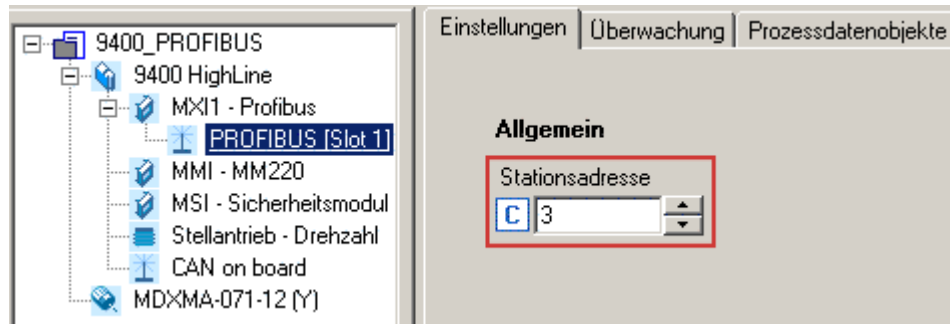 9400_PROFIBUS
9400 HighLine
MXI1 - Profibus
PROFIBUS [Slot 1]
MMI - MM220
MSI - Sicherheitsmodul
Stellantrieb - Drehzahl
CAN on board
MDXMA-071-12 (Y)
Einstellungen Überwachung Prozessdatenobjekte
Allgemein
Stationsadresse
C 3